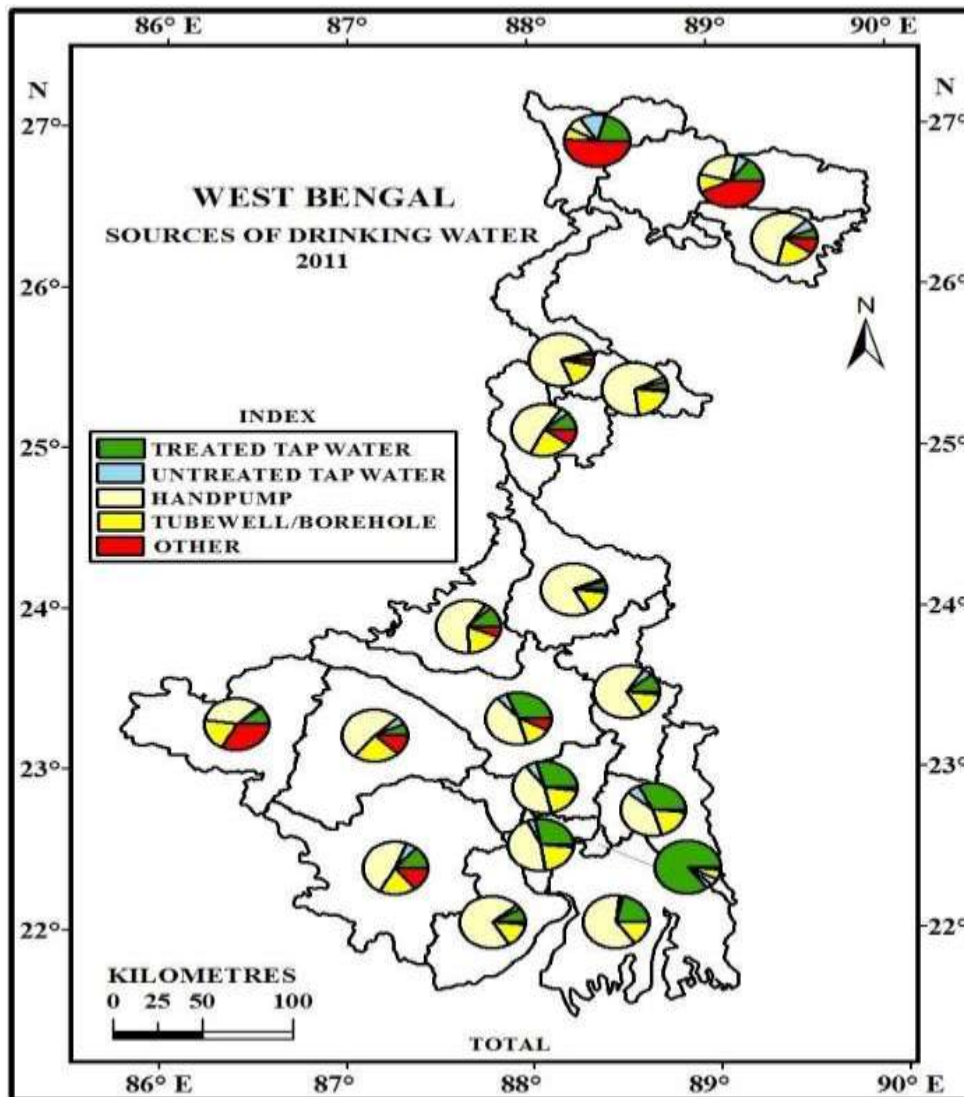 86° E 87° 88° 89° 90° E
N N
27° 27°
WEST BENGAL
SOURCES OF DRINKING WATER
2011
26° 26°
N
INDEX
25° 25°
TREATED TAP WATER
UNTREATED TAP WATER
HANDPUMP
TUBEWELL/BOREHOLE
OTHER
24° 24°
23° 23°
22° 22°
KILOMETRES
0 25 50 100
TOTAL
86° E 87° 88° 89° 90° E